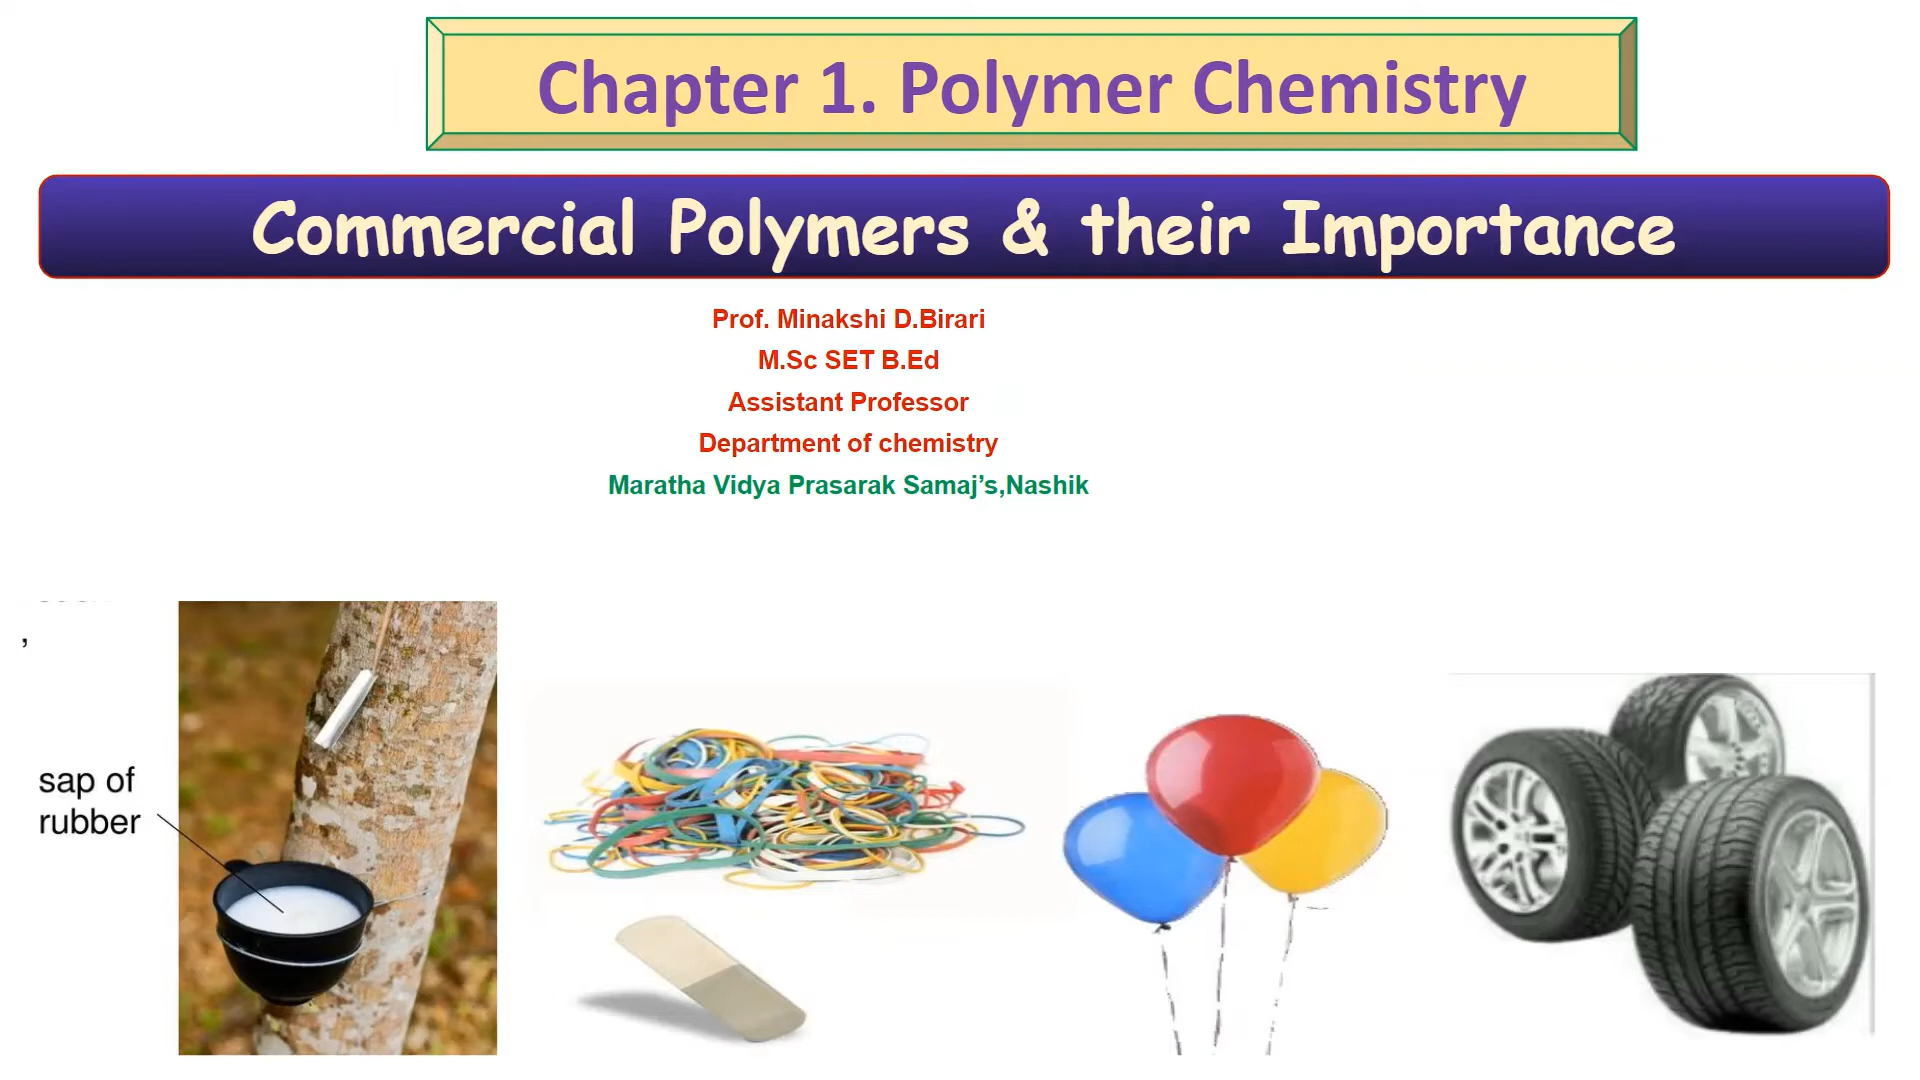 Chapter 1. Polymer Chemistry
Commercial Polymers & their Importance
Prof. Minakshi D.Birari
M.Sc SET B.Ed
Assistant Professor
Department of chemistry
Maratha Vidya Prasarak Samaj’s,Nashik
,
sap of
rubber